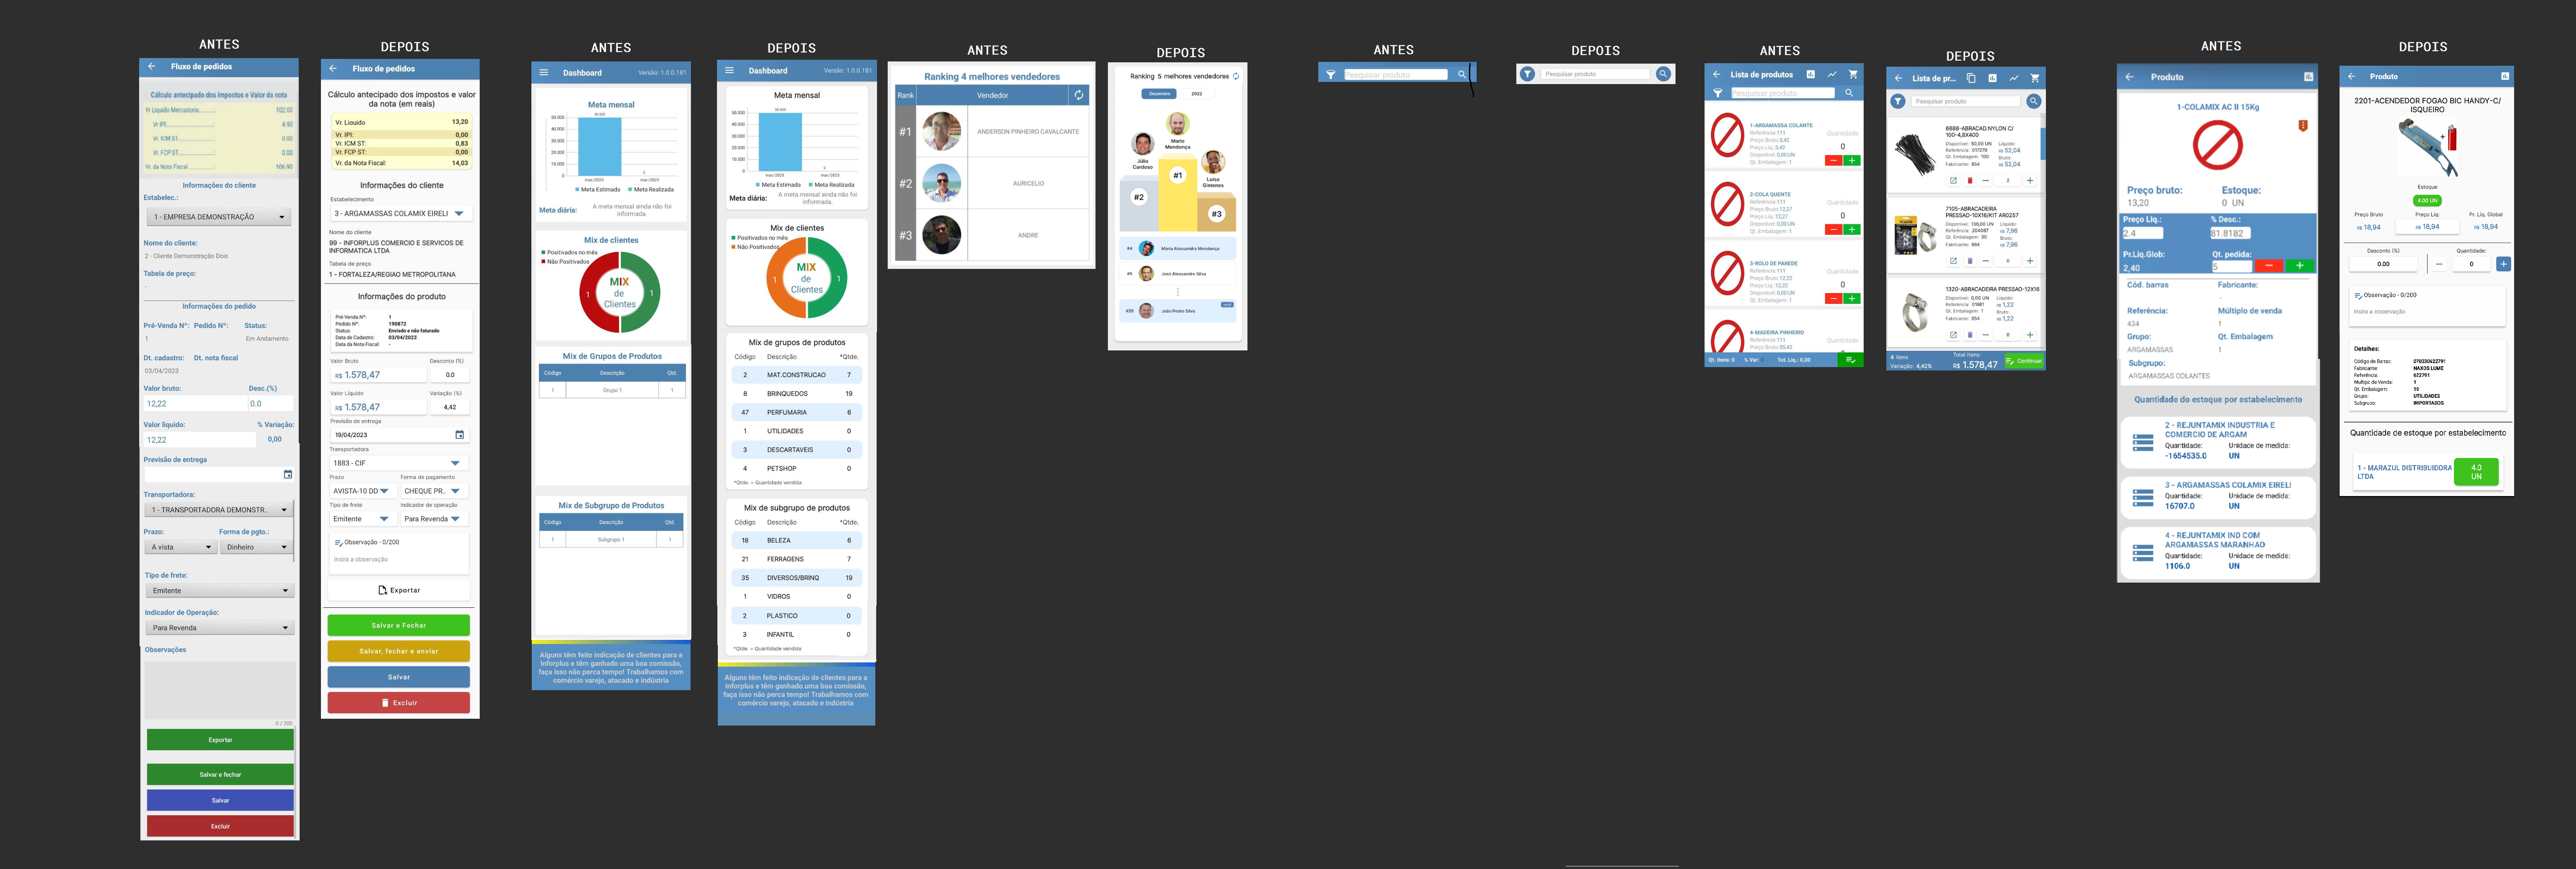 ANTES
Fluxo de pedidos
Cálculo antecipado dos impostos e Valor da nota
Vr Líquido Mercadoria 102.00
Vr IPI 4.90
Vr. ICM ST 0.00
Vr. FCP ST 0.00
Vr. da Nota Fiscal 106.90
Informações do cliente
Estabelec.:
1 - EMPRESA DEMONSTRAÇÃO
Nome do cliente:
2 - Cliente Demonstração Dois
Tabela de preço:
-
Informações do pedido
Pré-Venda Nº: Pedido Nº: Status:
1 Em Andamento
Dt. cadastro: Dt. nota fiscal
03/04/2023
Valor bruto: Desc.(%)
12,22 0.0
Valor líquido: % Variação:
12,22 0,00
Previsão de entrega
Transportadora:
1 - TRANSPORTADORA DEMONSTR..
Prazo: Forma de pgto.:
A vista Dinheiro
Tipo de frete:
Emitente
Indicador de Operação:
Para Revenda
Observações
0 / 200
Exportar
Salvar e fechar
Salvar
Excluir
DEPOIS
Fluxo de pedidos
Cálculo antecipado dos impostos e valor
da nota (em reais)
Vr. Líquido 13,20
Vr. IPI: 0,00
Vr. ICM ST: 0,83
Vr. FCP ST: 0,00
Vr. da Nota Fiscal: 14,03
Informações do cliente
Estabelecimento
3 - ARGAMASSAS COLAMIX EIRELI
Nome do cliente
99 - INFORPLUS COMERCIO E SERVICOS DE
INFORMATICA LTDA
Tabela de preço
1 - FORTALEZA/REGIAO METROPOLITANA
Informações do produto
Pré-Venda Nº: 1
Pedido Nº: 190872
Status: Enviado e não faturado
Data de Cadastro: 03/04/2023
Data da Nota Fiscal: -
Valor Bruto Desconto (%)
R$ 1.578,47 0.0
Valor Líquido Variação (%)
R$ 1.578,47 4,42
Previsão de entrega
19/04/2023
Transportadora
1883 - CIF
Prazo Forma de pagamento
AVISTA-10 DD CHEQUE PR..
Tipo de frete Indicador de operação
Emitente Para Revenda
Observação - 0/200
Insira a observação
Exportar
Salvar e Fechar
Salvar, fechar e enviar
Salvar
Excluir
ANTES
Dashboard Versão: 1.0.0.181
Meta mensal
50.000
50.000
40.000
30.000
20.000
10.000
0
0
mar./2023 mar./2023
Meta Estimada Meta Realizada
Meta diária: A meta mensal ainda não foi
informada.
Mix de clientes
Positivados no mês
Não Positivados
1 MIX 1
de
Clientes
Mix de Grupos de Produtos
Código Descrição Qtd.
1 Grupo 1 1
Mix de Subgrupo de Produtos
Código Descrição Qtd.
1 Subgrupo 1 1
Alguns têm feito indicação de clientes para a
Inforplus e têm ganhado uma boa comissão,
faça isso não perca tempo! Trabalhamos com
comércio varejo, atacado e indústria
DEPOIS
Dashboard Versão: 1.0.0.181
Meta mensal
50.000
50.000
40.000
30.000
20.000
10.000
0
0
mar./2023 mar./2023
Meta Estimada Meta Realizada
Meta diária: A meta mensal ainda não foi
informada.
Mix de clientes
Positivados no mês
Não Positivados
1 MIX 1
de
Clientes
Mix de grupos de produtos
Código Descrição *Qtde.
2 MAT.CONSTRUCAO 7
8 BRINQUEDOS 19
47 PERFUMARIA 6
1 UTILIDADES 0
3 DESCARTAVEIS 0
4 PETSHOP 0
*Qtde. = Quantidade vendida
Mix de subgrupo de produtos
Código Descrição *Qtde.
18 BELEZA 6
21 FERRAGENS 7
35 DIVERSOS/BRINQ 19
1 VIDROS 0
2 PLASTICO 0
3 INFANTIL 0
*Qtde. = Quantidade vendida
Alguns têm feito indicação de clientes para a
Inforplus e têm ganhado uma boa comissão,
faça isso não perca tempo! Trabalhamos com
comércio varejo, atacado e indústria
ANTES
Ranking 4 melhores vendedores
Rank Vendedor
#1 ANDERSON PINHEIRO CAVALCANTE
#2 AURICELIO
#3 ANDRE
DEPOIS
Ranking 5 melhores vendedores
Dezembro 2022
Mario
Mendonça
Júlio
Cardoso
Luisa
Gimenes
#1
#2
#3
#4 Maria Alessandra Mendonça
#5 José Alessandro Silva
#26 João Pedro Silva
ANTES
Pesquisar produto
DEPOIS
Pesquisar produto
ANTES
Lista de produtos
Pesquisar produto
1-ARGAMASSA COLANTE
Referência:111 Quantidade
Preço Bruto:3,42
Preço Liq.:3,42 0
Disponível:0,00 UN
Qt. Embalagem: 1
2-COLA QUENTE
Referência:111 Quantidade
Preço Bruto:12,27
Preço Liq.:12,27 0
Disponível:0,00 UN
Qt. Embalagem: 1
3-ROLO DE PAREDE
Referência:111 Quantidade
Preço Bruto:12,22
Preço Liq.:12,22 0
Disponível:0,00 UN
Qt. Embalagem: 1
4-MADEIRA PINHEIRO
Referência:111 Quantidade
Preço Bruto:55,42
Qt. Itens: 0 % Var: Tot. Liq.: 0,00
DEPOIS
Lista de pr...
Pesquisar produto
6688-ABRACAD.NYLON C/
100-4,8X400
Disponível: 50,00 UN Líquido:
Referência: 017279 R$ 52,04
Qt. Embalagem: 100 Bruto:
Fabricante: 854 R$ 52,04
2
7105-ABRACADEIRA
PRESSAO-10X16/KIT AR0257
Disponível: 136,00 UN Líquido:
Referência: 204087 R$ 7,96
Qt. Embalagem: 30 Bruto:
Fabricante: 884 R$ 7,96
6
1320-ABRACADEIRA PRESSAO-12X16
Disponível: 0,00 UN Líquido:
Referência: 01861 R$ 1,22
Qt. Embalagem: 1 Bruto:
Fabricante: 854 R$ 1,22
8
4 Itens Total itens:
Variação: 4,42% R$ 1.578,47 Continuar
ANTES
Produto
1-COLAMIX AC II 15Kg
Preço bruto: Estoque:
13,20 0 UN
Preço Liq.: % Desc.:
2.4 81.8182
Pr.Liq.Glob: Qt. pedida:
2,40 5
Cód. barras Fabricante:
-
Referência: Múltiplo de venda
434 1
Grupo: Qt. Embalagem
ARGAMASSAS 1
Subgrupo:
ARGAMASSAS COLANTES
Quantidade do estoque por estabelecimento
2 - REJUNTAMIX INDUSTRIA E
COMERCIO DE ARGAM
Quantidade: Unidade de medida:
-1654535.0 UN
3 - ARGAMASSAS COLAMIX EIRELI
Quantidade: Unidade de medida:
16707.0 UN
4 - REJUNTAMIX IND COM
ARGAMASSAS MARANHAO
Quantidade: Unidade de medida:
1106.0 UN
DEPOIS
Produto
2201-ACENDEDOR FOGAO BIC HANDY-C/
ISQUEIRO
Estoque
4.00 UN
Preço Bruto Preço Liq: Pr. Liq. Global
R$ 18,94 R$ 18,94 R$ 18,94
Desconto (%) Quantidade:
0.00 0
Observação - 0/200
Insira a observação
Detalhes:
Código de Barras: 070330622791
Fabricante: NAXOS LUME
Referência: 622791
Multiplo de Venda: 1
Qt. Embalagem: 10
Grupo: UTILIDADES
Subgrupo: IMPORTADOS
Quantidade de estoque por estabelecimento
1 - MARAZUL DISTRIBUIDORA
LTDA
4.0
UN